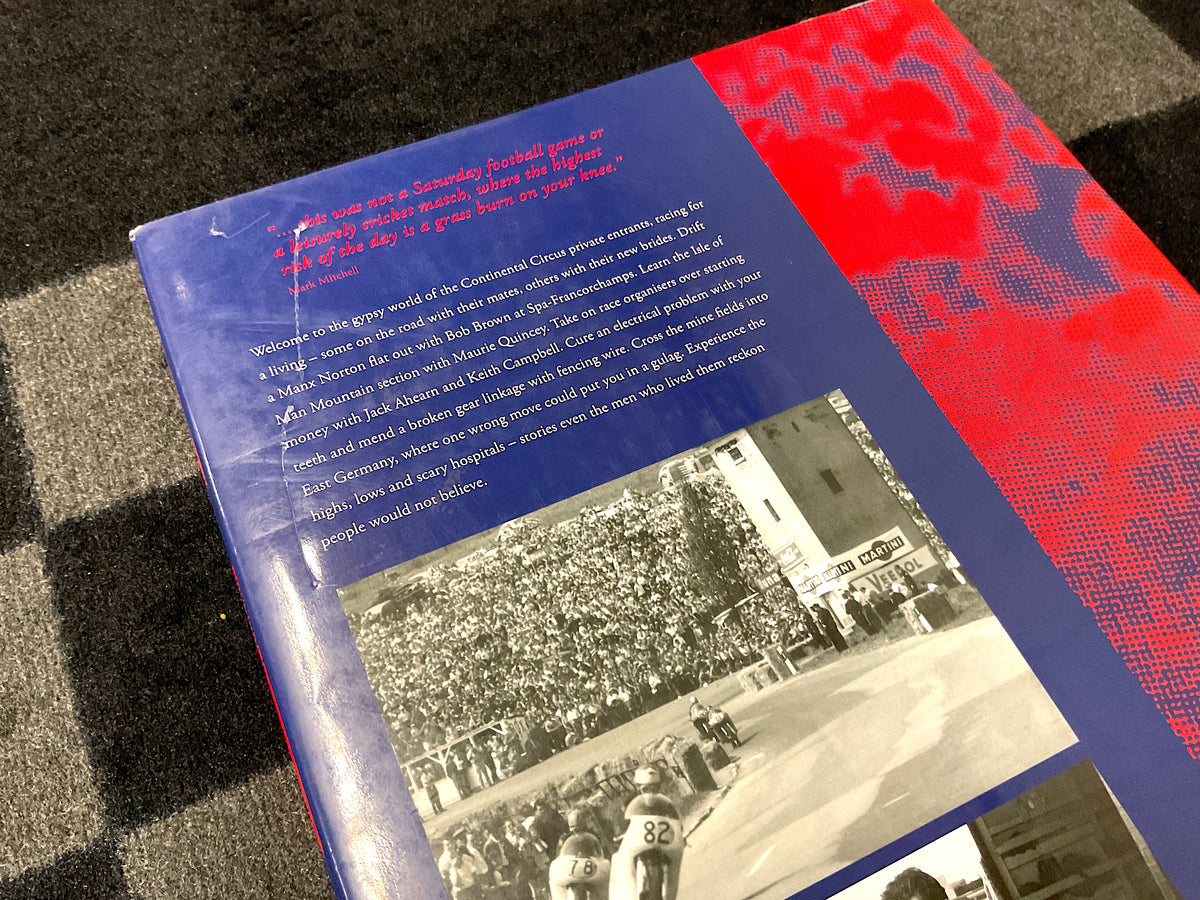 “....this was not a Saturday football game or
a leisurely cricket match, where the highest
risk of the day is a grass burn on your knee.”
Mark Mitchell
Welcome to the gypsy world of the Continental Circus private entrants, racing for
a living – some on the road with their mates, others with their new brides. Drift
a Manx Norton flat out with Bob Brown at Spa-Francorchamps. Learn the Isle of
Man Mountain section with Maurie Quincey. Take on race organisers over starting
money with Jack Ahearn and Keith Campbell. Cure an electrical problem with your
teeth and mend a broken gear linkage with fencing wire. Cross the mine fields into
East Germany, where one wrong move could put you in a gulag. Experience the
highs, lows and scary hospitals – stories even the men who lived them reckon
people would not believe.
MARTINI
VEEDOL
82
78